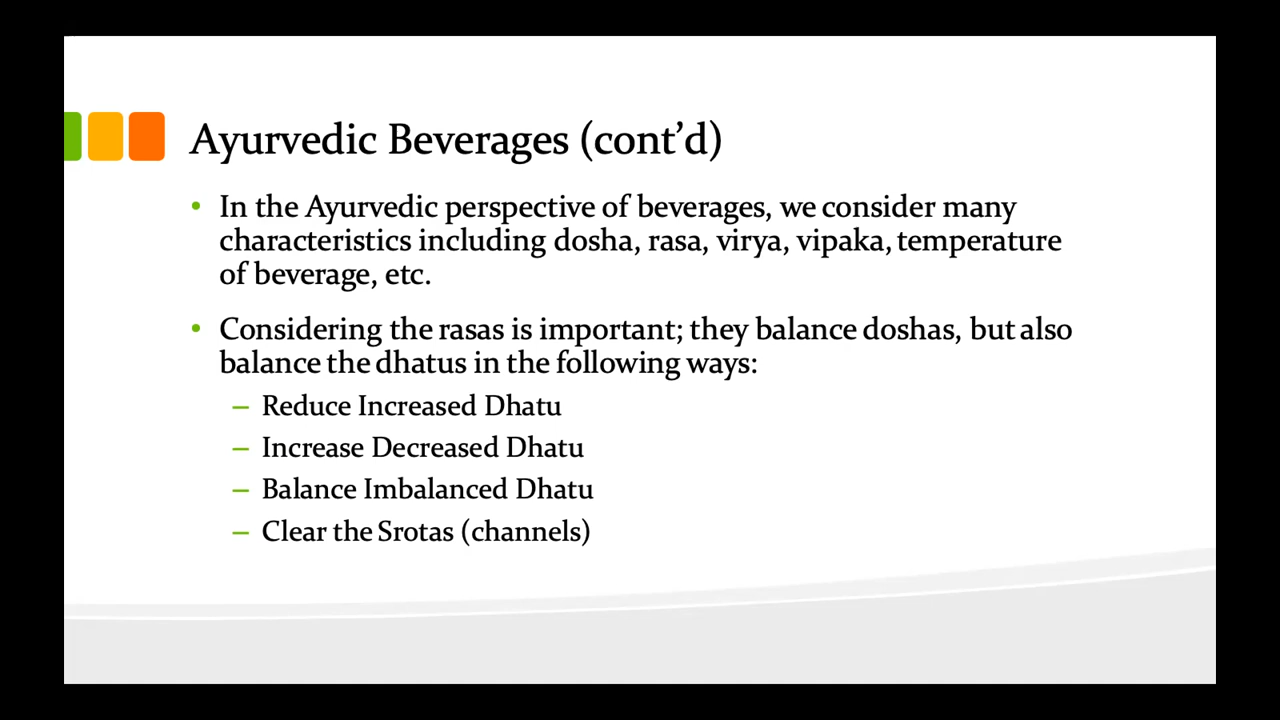 Ayurvedic Beverages (cont’d)
• In the Ayurvedic perspective of beverages, we consider many
characteristics including dosha, rasa, virya, vipaka, temperature
of beverage, etc.
• Considering the rasas is important; they balance doshas, but also
balance the dhatus in the following ways:
– Reduce Increased Dhatu
– Increase Decreased Dhatu
– Balance Imbalanced Dhatu
– Clear the Srotas (channels)